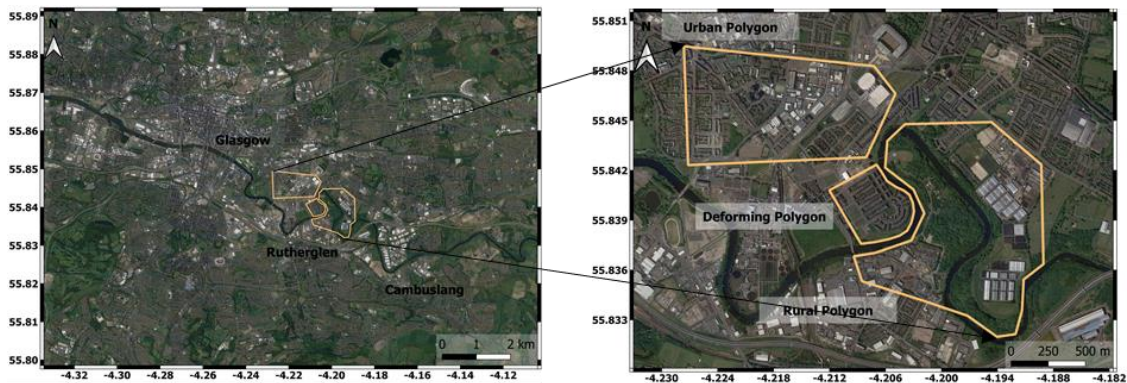 N
55.89
55.88
55.87
55.86
55.85
55.84
55.83
55.82
55.81
55.80
Glasgow
Rutherglen
Cambuslang
0 1 2 km
-4.32 -4.30 -4.28 -4.26 -4.24 -4.22 -4.20 -4.18 -4.16 -4.14 -4.12
N
55.851
55.848
55.845
55.842
55.839
55.836
55.833
Urban Polygon
Deforming Polygon
Rural Polygon
0 250 500 m
-4.230 -4.224 -4.218 -4.212 -4.206 -4.200 -4.194 -4.188 -4.182